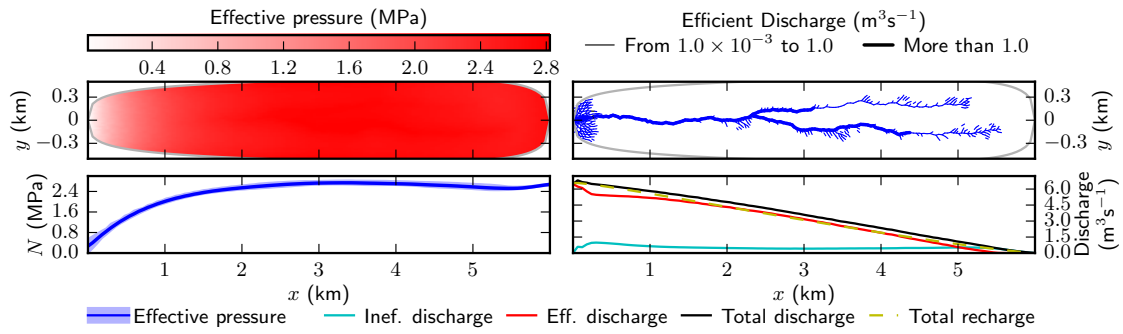 Effective pressure (MPa)
Efficient Discharge (m³s⁻¹)
From 1.0 × 10⁻³ to 1.0
More than 1.0
0.4 0.8 1.2 1.6 2.0 2.4 2.8
y (km)
0.3
0
−0.3
0.3
0
−0.3
y (km)
N (MPa)
2.4
1.6
0.8
0.0
6.0
4.5
3.0
1.5
0.0
Discharge
(m³s⁻¹)
1 2 3 4 5
1 2 3 4 5
x (km)
x (km)
Effective pressure Inef. discharge Eff. discharge Total discharge Total recharge